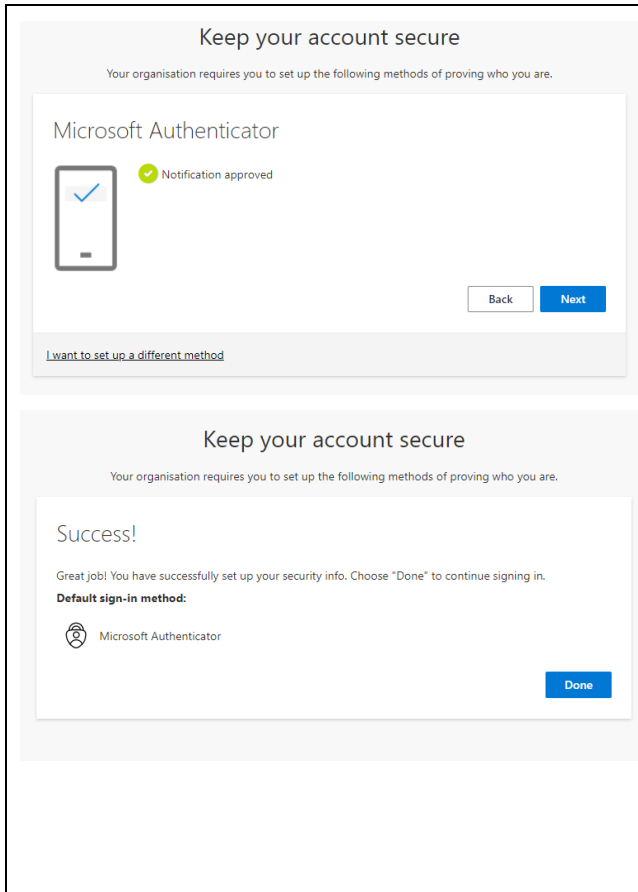 Keep your account secure
Your organisation requires you to set up the following methods of proving who you are.
Microsoft Authenticator
Notification approved
Back
Next
I want to set up a different method
Keep your account secure
Your organisation requires you to set up the following methods of proving who you are.
Success!
Great job! You have successfully set up your security info. Choose "Done" to continue signing in.
Default sign-in method:
Microsoft Authenticator
Done